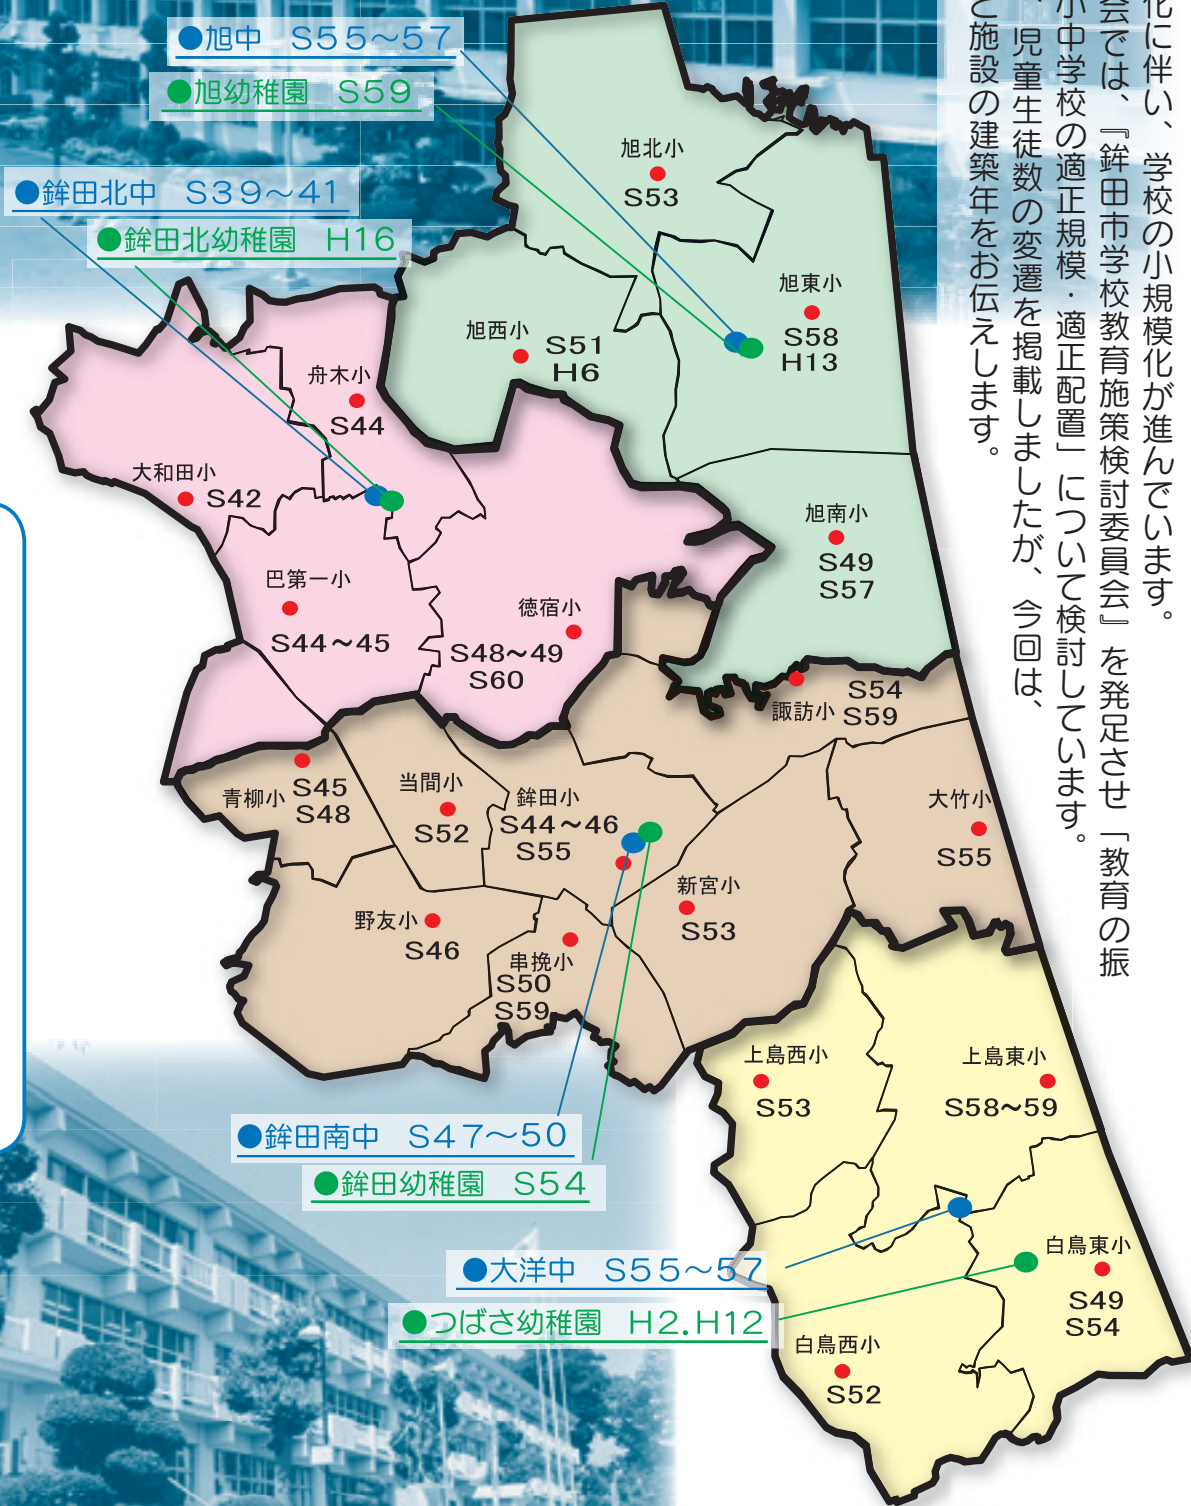 化に伴い、学校の小規模化が進んでいます。
会では、『鉾田市学校教育施策検討委員会』を発足させ「教育の振
小中学校の適正規模・適正配置」について検討しています。
、児童生徒数の変遷を掲載しましたが、今回は、
と施設の建築年をお伝えします。
●旭中 S55～57
●旭幼稚園 S59
●鉾田北中 S39～41
●鉾田北幼稚園 H16
旭北小
S53
旭東小
S58
H13
旭西小
S51
H6
舟木小
S44
大和田小
S42
旭南小
S49
S57
巴第一小
S44～45
徳宿小
S48～49
S60
諏訪小
S54
S59
青柳小
S45
S48
当間小
S52
鉾田小
S44～46
S55
大竹小
S55
新宮小
S53
野友小
S46
串挽小
S50
S59
上島西小
S53
上島東小
S58～59
●鉾田南中 S47～50
●鉾田幼稚園 S54
●大洋中 S55～57
●つばさ幼稚園 H2.H12
白鳥東小
S49
S54
白鳥西小
S52